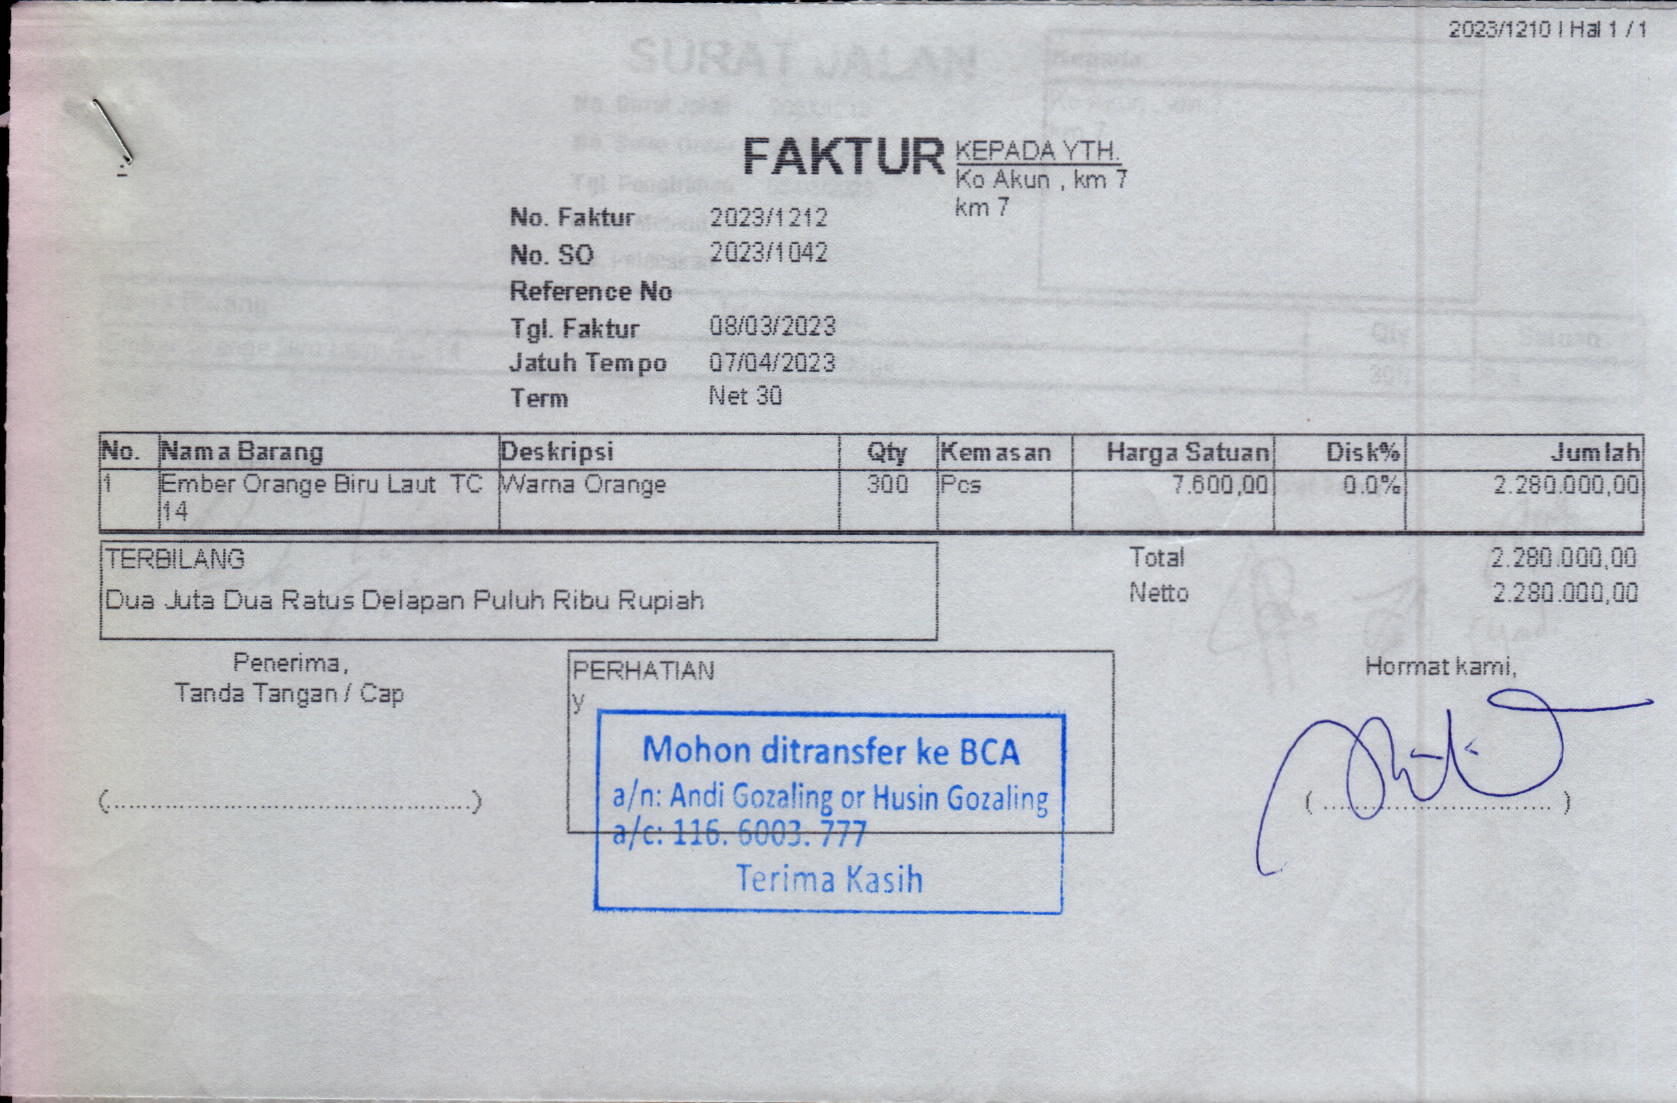 2023/1210 | Hal 1 / 1
FAKTUR
KEPADA YTH.
Ko Akun , km 7
km 7
No. Faktur 2023/1212
No. SO 2023/1042
Reference No
Tgl. Faktur 08/03/2023
Jatuh Tempo 07/04/2023
Term Net 30
No. Nama Barang Deskripsi Qty Kemasan Harga Satuan Disk% Jumlah
1 Ember Orange Biru Laut TC Warna Orange 300 Pcs 7.600,00 0.0% 2.280.000,00
14
TERBILANG
Dua Juta Dua Ratus Delapan Puluh Ribu Rupiah
Total 2.280.000,00
Netto 2.280.000,00
Penerima,
Tanda Tangan / Cap
(........................................)
PERHATIAN
y
Mohon ditransfer ke BCA
a/n: Andi Gozaling or Husin Gozaling
a/c: 116. 6003. 777
Terima Kasih
Hormat kami,
( ............................ )
SURAT JALAN
Kepada